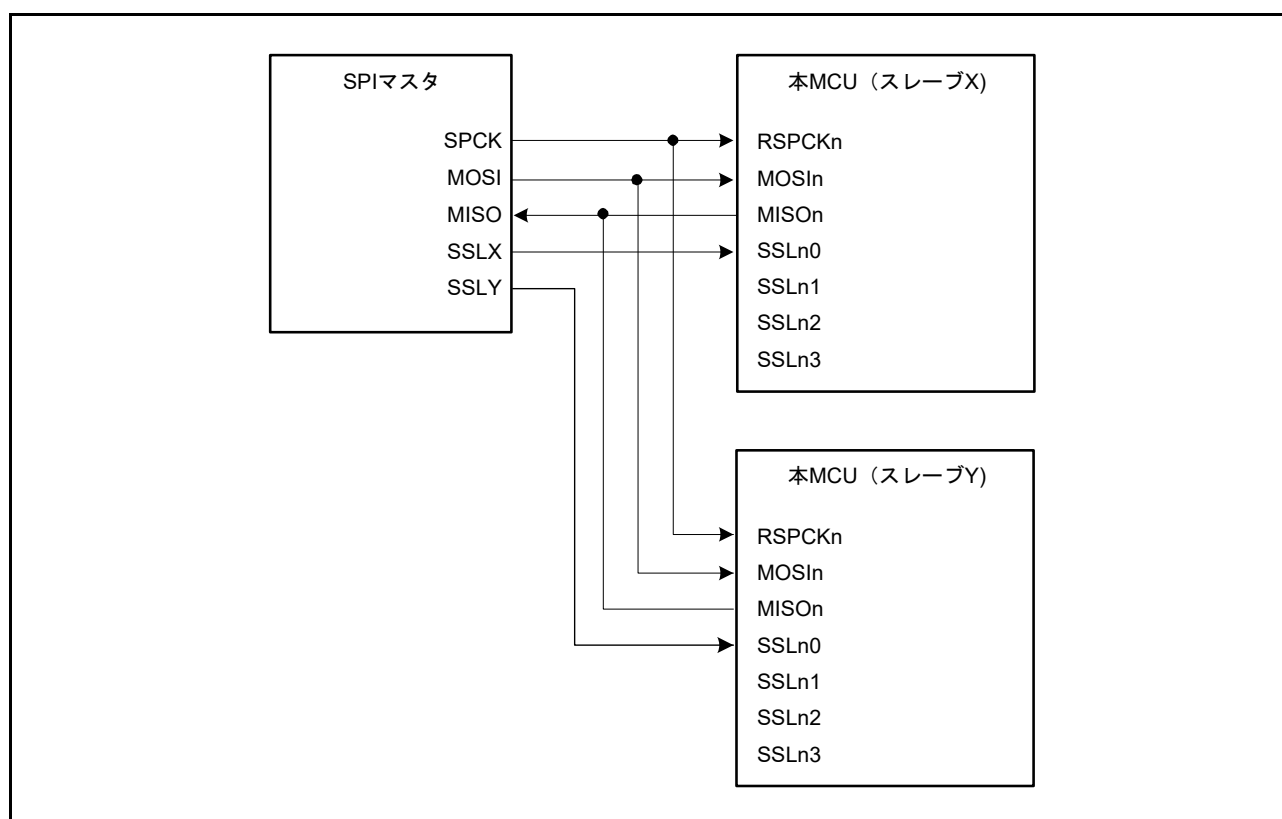 SPIマスタ
SPCK
MOSI
MISO
SSLX
SSLY
本MCU（スレーブX)
RSPCKn
MOSIn
MISOn
SSLn0
SSLn1
SSLn2
SSLn3
本MCU（スレーブY)
RSPCKn
MOSIn
MISOn
SSLn0
SSLn1
SSLn2
SSLn3